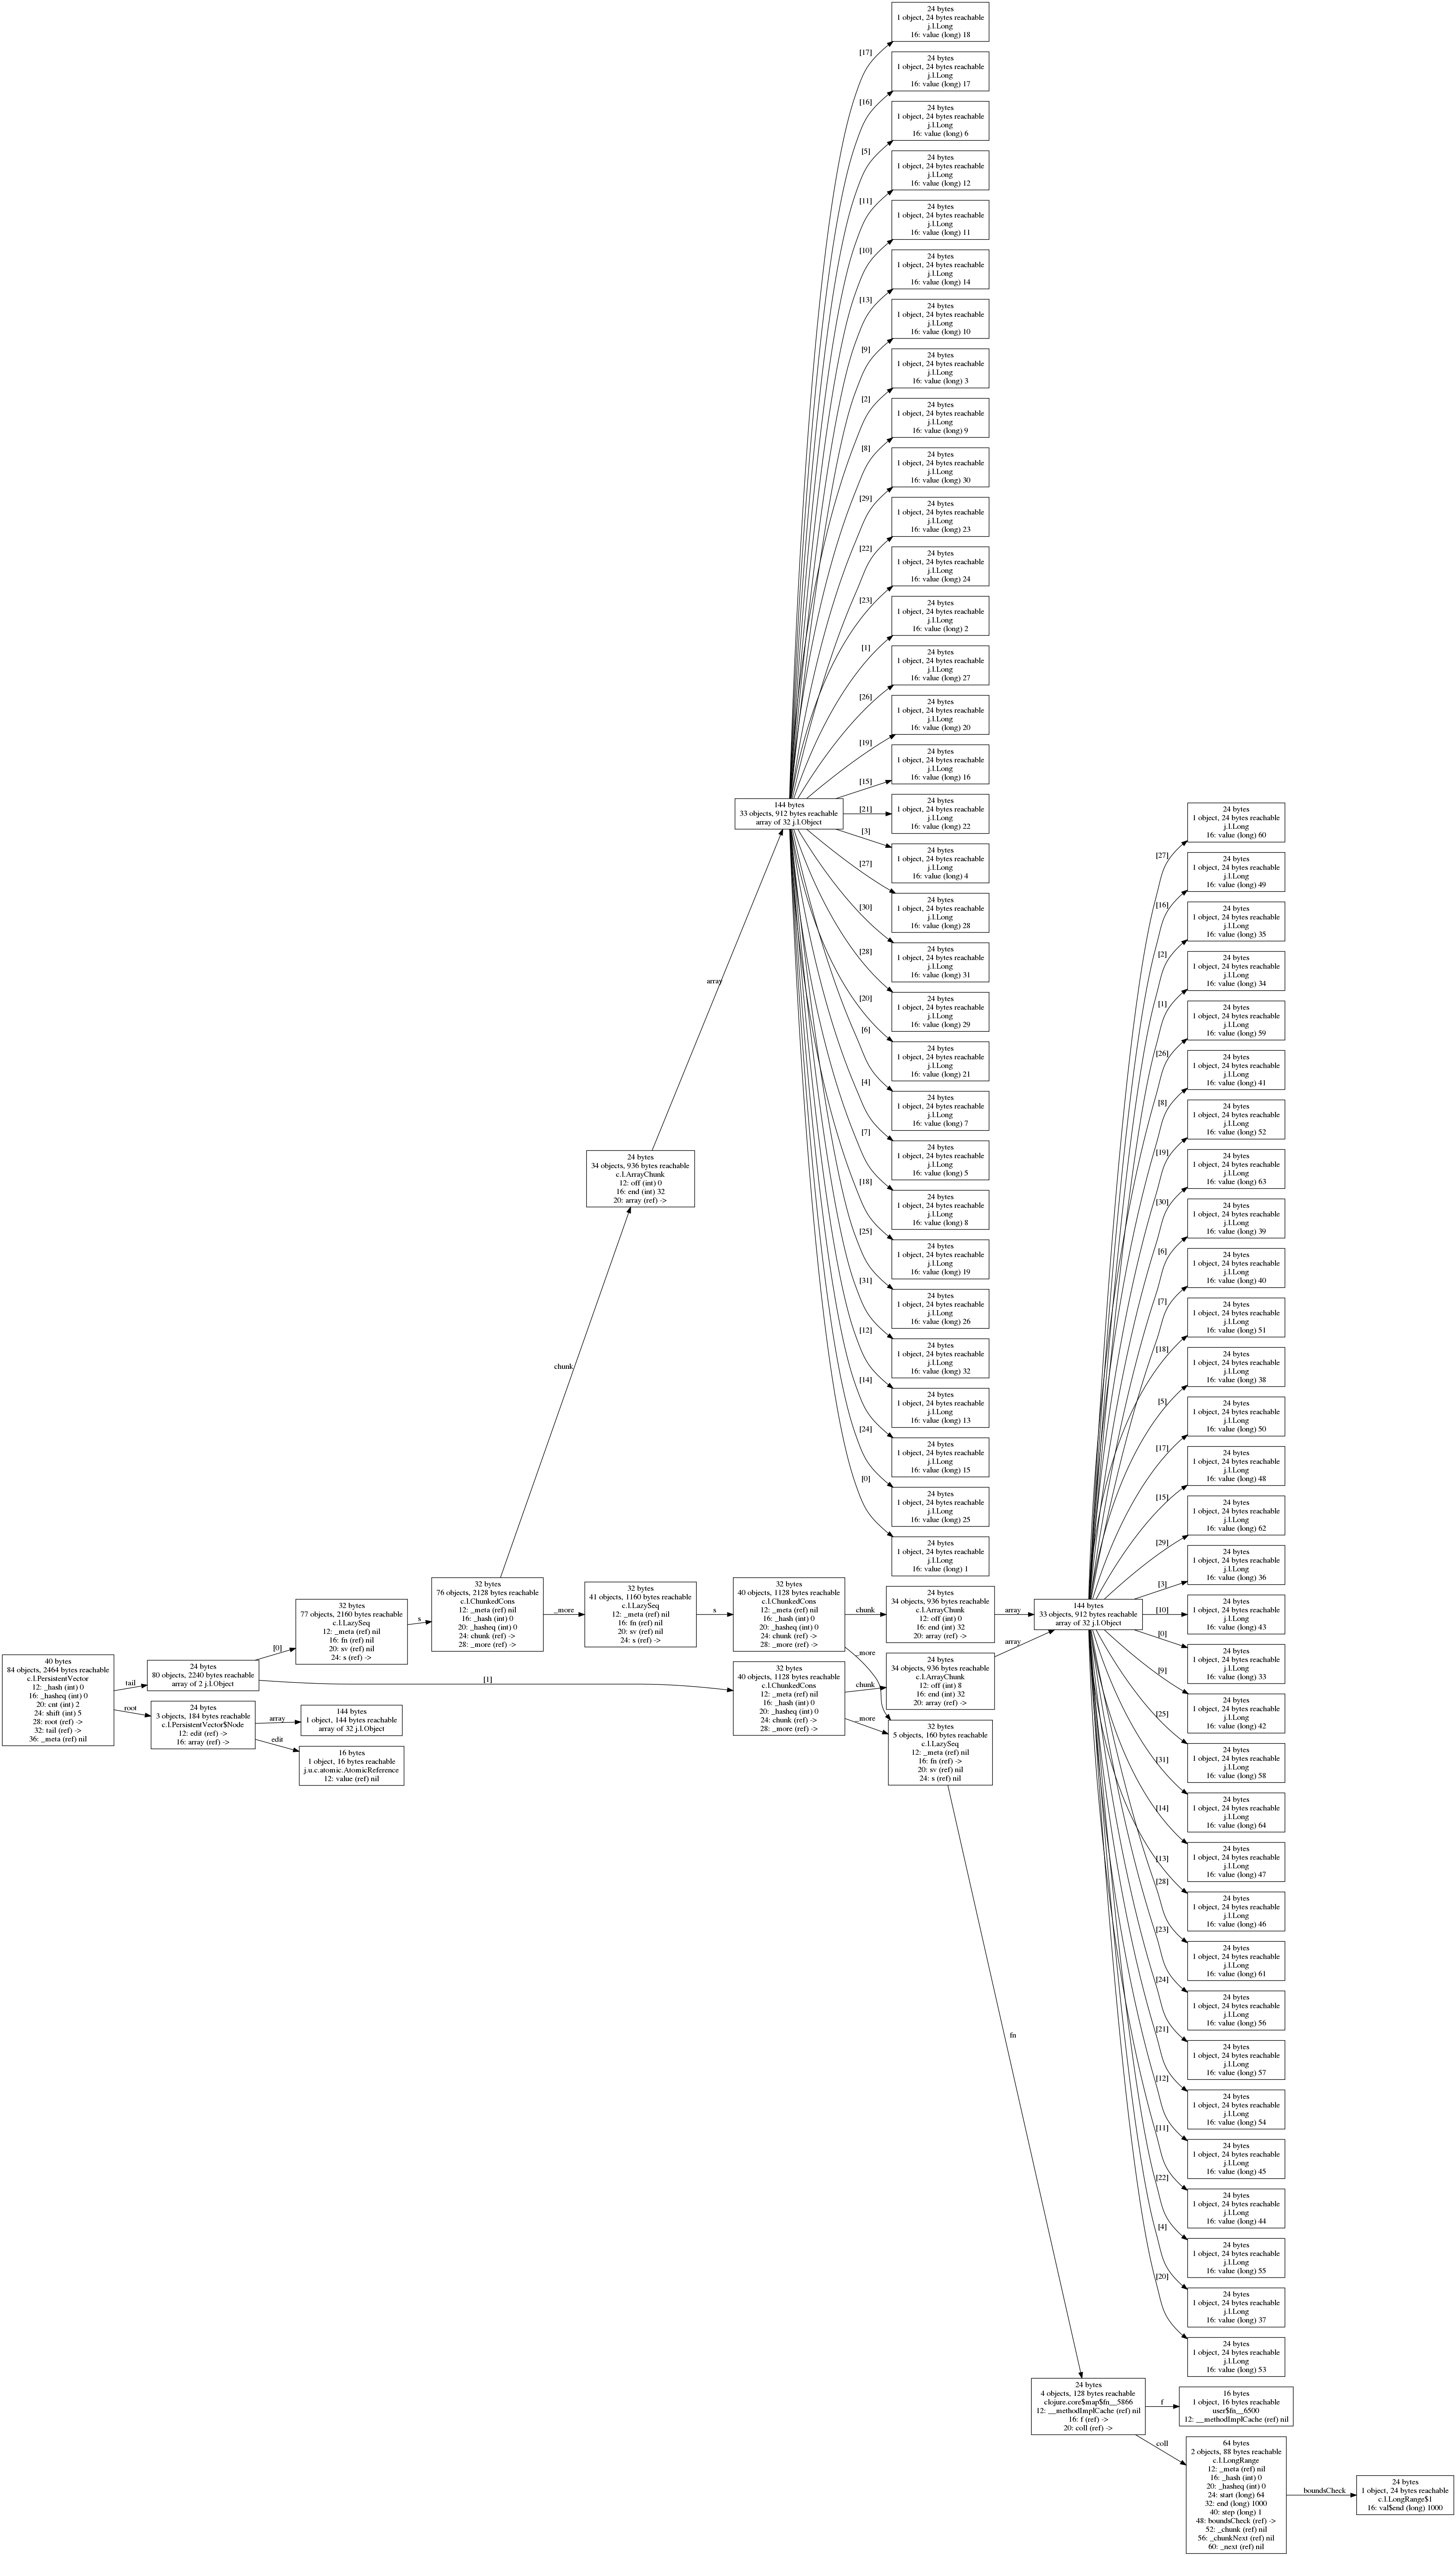 24 bytes
1 object, 24 bytes reachable
j.l.Long
16: value (long) 18
[17]
24 bytes
1 object, 24 bytes reachable
j.l.Long
16: value (long) 17
[16]
24 bytes
1 object, 24 bytes reachable
j.l.Long
16: value (long) 6
[5]
24 bytes
1 object, 24 bytes reachable
j.l.Long
16: value (long) 12
[11]
24 bytes
1 object, 24 bytes reachable
j.l.Long
16: value (long) 11
[10]
24 bytes
1 object, 24 bytes reachable
j.l.Long
16: value (long) 14
[13]
24 bytes
1 object, 24 bytes reachable
j.l.Long
16: value (long) 10
[9]
24 bytes
1 object, 24 bytes reachable
j.l.Long
16: value (long) 3
[2]
24 bytes
1 object, 24 bytes reachable
j.l.Long
16: value (long) 9
[8]
24 bytes
1 object, 24 bytes reachable
j.l.Long
16: value (long) 30
[29]
24 bytes
1 object, 24 bytes reachable
j.l.Long
16: value (long) 23
[22]
24 bytes
1 object, 24 bytes reachable
j.l.Long
16: value (long) 24
[23]
24 bytes
1 object, 24 bytes reachable
j.l.Long
16: value (long) 2
[1]
24 bytes
1 object, 24 bytes reachable
j.l.Long
16: value (long) 27
[26]
24 bytes
1 object, 24 bytes reachable
j.l.Long
16: value (long) 20
[19]
24 bytes
1 object, 24 bytes reachable
j.l.Long
16: value (long) 16
[15]
144 bytes
33 objects, 912 bytes reachable
array of 32 j.l.Object
[21]
24 bytes
1 object, 24 bytes reachable
j.l.Long
16: value (long) 22
[3]
24 bytes
1 object, 24 bytes reachable
j.l.Long
16: value (long) 4
[27]
24 bytes
1 object, 24 bytes reachable
j.l.Long
16: value (long) 28
[30]
24 bytes
1 object, 24 bytes reachable
j.l.Long
16: value (long) 31
[28]
24 bytes
1 object, 24 bytes reachable
j.l.Long
16: value (long) 29
array
[20]
24 bytes
1 object, 24 bytes reachable
j.l.Long
16: value (long) 21
[6]
24 bytes
1 object, 24 bytes reachable
j.l.Long
16: value (long) 7
[4]
24 bytes
1 object, 24 bytes reachable
j.l.Long
16: value (long) 5
[7]
24 bytes
1 object, 24 bytes reachable
j.l.Long
16: value (long) 8
24 bytes
34 objects, 936 bytes reachable
c.l.ArrayChunk
12: off (int) 0
16: end (int) 32
20: array (ref) ->
[18]
24 bytes
1 object, 24 bytes reachable
j.l.Long
16: value (long) 19
[25]
24 bytes
1 object, 24 bytes reachable
j.l.Long
16: value (long) 26
[31]
24 bytes
1 object, 24 bytes reachable
j.l.Long
16: value (long) 32
[12]
24 bytes
1 object, 24 bytes reachable
j.l.Long
16: value (long) 13
chunk
[14]
24 bytes
1 object, 24 bytes reachable
j.l.Long
16: value (long) 15
[24]
24 bytes
1 object, 24 bytes reachable
j.l.Long
16: value (long) 25
[0]
24 bytes
1 object, 24 bytes reachable
j.l.Long
16: value (long) 1
24 bytes
1 object, 24 bytes reachable
j.l.Long
16: value (long) 60
[27]
24 bytes
1 object, 24 bytes reachable
j.l.Long
16: value (long) 49
[16]
24 bytes
1 object, 24 bytes reachable
j.l.Long
16: value (long) 35
[2]
24 bytes
1 object, 24 bytes reachable
j.l.Long
16: value (long) 34
[1]
24 bytes
1 object, 24 bytes reachable
j.l.Long
16: value (long) 59
[26]
24 bytes
1 object, 24 bytes reachable
j.l.Long
16: value (long) 41
[8]
24 bytes
1 object, 24 bytes reachable
j.l.Long
16: value (long) 52
[19]
24 bytes
1 object, 24 bytes reachable
j.l.Long
16: value (long) 63
[30]
24 bytes
1 object, 24 bytes reachable
j.l.Long
16: value (long) 39
[6]
24 bytes
1 object, 24 bytes reachable
j.l.Long
16: value (long) 40
[7]
24 bytes
1 object, 24 bytes reachable
j.l.Long
16: value (long) 51
[18]
24 bytes
1 object, 24 bytes reachable
j.l.Long
16: value (long) 38
[5]
24 bytes
1 object, 24 bytes reachable
j.l.Long
16: value (long) 50
[17]
24 bytes
1 object, 24 bytes reachable
j.l.Long
16: value (long) 48
[15]
24 bytes
1 object, 24 bytes reachable
j.l.Long
16: value (long) 62
[29]
24 bytes
1 object, 24 bytes reachable
j.l.Long
16: value (long) 36
[3]
40 bytes
84 objects, 2464 bytes reachable
c.l.PersistentVector
12: _hash (int) 0
16: _hasheq (int) 0
20: cnt (int) 2
24: shift (int) 5
28: root (ref) ->
32: tail (ref) ->
36: _meta (ref) nil
tail
root
24 bytes
80 objects, 2240 bytes reachable
array of 2 j.l.Object
24 bytes
3 objects, 184 bytes reachable
c.l.PersistentVector$Node
12: edit (ref) ->
16: array (ref) ->
[0]
[1]
array
edit
32 bytes
77 objects, 2160 bytes reachable
c.l.LazySeq
12: _meta (ref) nil
16: fn (ref) nil
20: sv (ref) nil
24: s (ref) ->
144 bytes
1 object, 144 bytes reachable
array of 32 j.l.Object
16 bytes
1 object, 16 bytes reachable
j.u.c.atomic.AtomicReference
12: value (ref) nil
s
32 bytes
76 objects, 2128 bytes reachable
c.l.ChunkedCons
12: _meta (ref) nil
16: _hash (int) 0
20: _hasheq (int) 0
24: chunk (ref) ->
28: _more (ref) ->
_more
32 bytes
41 objects, 1160 bytes reachable
c.l.LazySeq
12: _meta (ref) nil
16: fn (ref) nil
20: sv (ref) nil
24: s (ref) ->
s
32 bytes
40 objects, 1128 bytes reachable
c.l.ChunkedCons
12: _meta (ref) nil
16: _hash (int) 0
20: _hasheq (int) 0
24: chunk (ref) ->
28: _more (ref) ->
chunk
_more
32 bytes
40 objects, 1128 bytes reachable
c.l.ChunkedCons
12: _meta (ref) nil
16: _hash (int) 0
20: _hasheq (int) 0
24: chunk (ref) ->
28: _more (ref) ->
chunk
_more
24 bytes
34 objects, 936 bytes reachable
c.l.ArrayChunk
12: off (int) 0
16: end (int) 32
20: array (ref) ->
array
24 bytes
34 objects, 936 bytes reachable
c.l.ArrayChunk
12: off (int) 8
16: end (int) 32
20: array (ref) ->
array
32 bytes
5 objects, 160 bytes reachable
c.l.LazySeq
12: _meta (ref) nil
16: fn (ref) ->
20: sv (ref) nil
24: s (ref) nil
144 bytes
33 objects, 912 bytes reachable
array of 32 j.l.Object
[10]
24 bytes
1 object, 24 bytes reachable
j.l.Long
16: value (long) 43
[0]
24 bytes
1 object, 24 bytes reachable
j.l.Long
16: value (long) 33
[9]
24 bytes
1 object, 24 bytes reachable
j.l.Long
16: value (long) 42
[25]
24 bytes
1 object, 24 bytes reachable
j.l.Long
16: value (long) 58
[31]
24 bytes
1 object, 24 bytes reachable
j.l.Long
16: value (long) 64
[14]
24 bytes
1 object, 24 bytes reachable
j.l.Long
16: value (long) 47
[13]
24 bytes
1 object, 24 bytes reachable
j.l.Long
16: value (long) 46
[28]
24 bytes
1 object, 24 bytes reachable
j.l.Long
16: value (long) 61
[23]
24 bytes
1 object, 24 bytes reachable
j.l.Long
16: value (long) 56
[24]
24 bytes
1 object, 24 bytes reachable
j.l.Long
16: value (long) 57
fn
[21]
24 bytes
1 object, 24 bytes reachable
j.l.Long
16: value (long) 54
[12]
24 bytes
1 object, 24 bytes reachable
j.l.Long
16: value (long) 45
[11]
24 bytes
1 object, 24 bytes reachable
j.l.Long
16: value (long) 44
[22]
24 bytes
1 object, 24 bytes reachable
j.l.Long
16: value (long) 55
[4]
24 bytes
1 object, 24 bytes reachable
j.l.Long
16: value (long) 37
[20]
24 bytes
1 object, 24 bytes reachable
j.l.Long
16: value (long) 53
24 bytes
4 objects, 128 bytes reachable
clojure.core$map$fn__5866
12: __methodImplCache (ref) nil
16: f (ref) ->
20: coll (ref) ->
f
16 bytes
1 object, 16 bytes reachable
user$fn__6500
12: __methodImplCache (ref) nil
coll
64 bytes
2 objects, 88 bytes reachable
c.l.LongRange
12: _meta (ref) nil
16: _hash (int) 0
20: _hasheq (int) 0
24: start (long) 64
32: end (long) 1000
40: step (long) 1
48: boundsCheck (ref) ->
52: _chunk (ref) nil
56: _chunkNext (ref) nil
60: _next (ref) nil
boundsCheck
24 bytes
1 object, 24 bytes reachable
c.l.LongRange$1
16: val$end (long) 1000